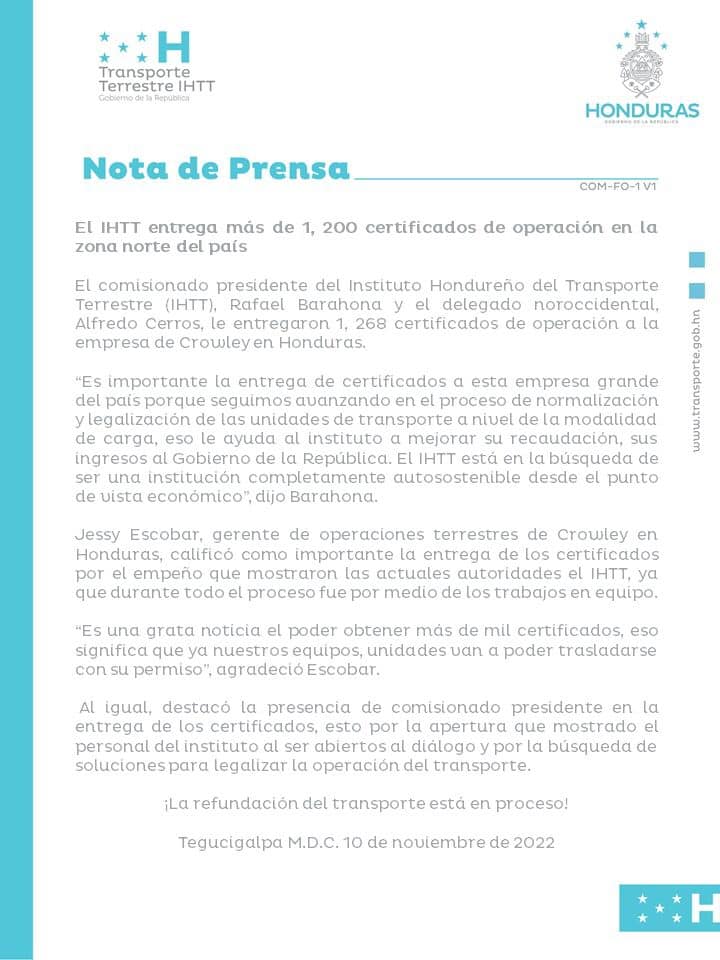 H
Transporte
Terrestre IHTT
Gobierno de la República
HONDURAS
GOBIERNO DE LA REPÚBLICA
Nota de Prensa
COM-FO-1 V1
El IHTT entrega más de 1, 200 certificados de operación en la
zona norte del país
El comisionado presidente del Instituto Hondureño del Transporte
Terrestre (IHTT), Rafael Barahona y el delegado noroccidental,
Alfredo Cerros, le entregaron 1, 268 certificados de operación a la
empresa de Crowley en Honduras.
“Es importante la entrega de certificados a esta empresa grande
del país porque seguimos avanzando en el proceso de normalización
y legalización de las unidades de transporte a nivel de la modalidad
de carga, eso le ayuda al instituto a mejorar su recaudación, sus
ingresos al Gobierno de la República. El IHTT está en la búsqueda de
ser una institución completamente autosostenible desde el punto
de vista económico”, dijo Barahona.
Jessy Escobar, gerente de operaciones terrestres de Crowley en
Honduras, calificó como importante la entrega de los certificados
por el empeño que mostraron las actuales autoridades el IHTT, ya
que durante todo el proceso fue por medio de los trabajos en equipo.
“Es una grata noticia el poder obtener más de mil certificados, eso
significa que ya nuestros equipos, unidades van a poder trasladarse
con su permiso”, agradeció Escobar.
Al igual, destacó la presencia de comisionado presidente en la
entrega de los certificados, esto por la apertura que mostrado el
personal del instituto al ser abiertos al diálogo y por la búsqueda de
soluciones para legalizar la operación del transporte.
¡La refundación del transporte está en proceso!
Tegucigalpa M.D.C. 10 de noviembre de 2022
www.transporte.gob.hn
H